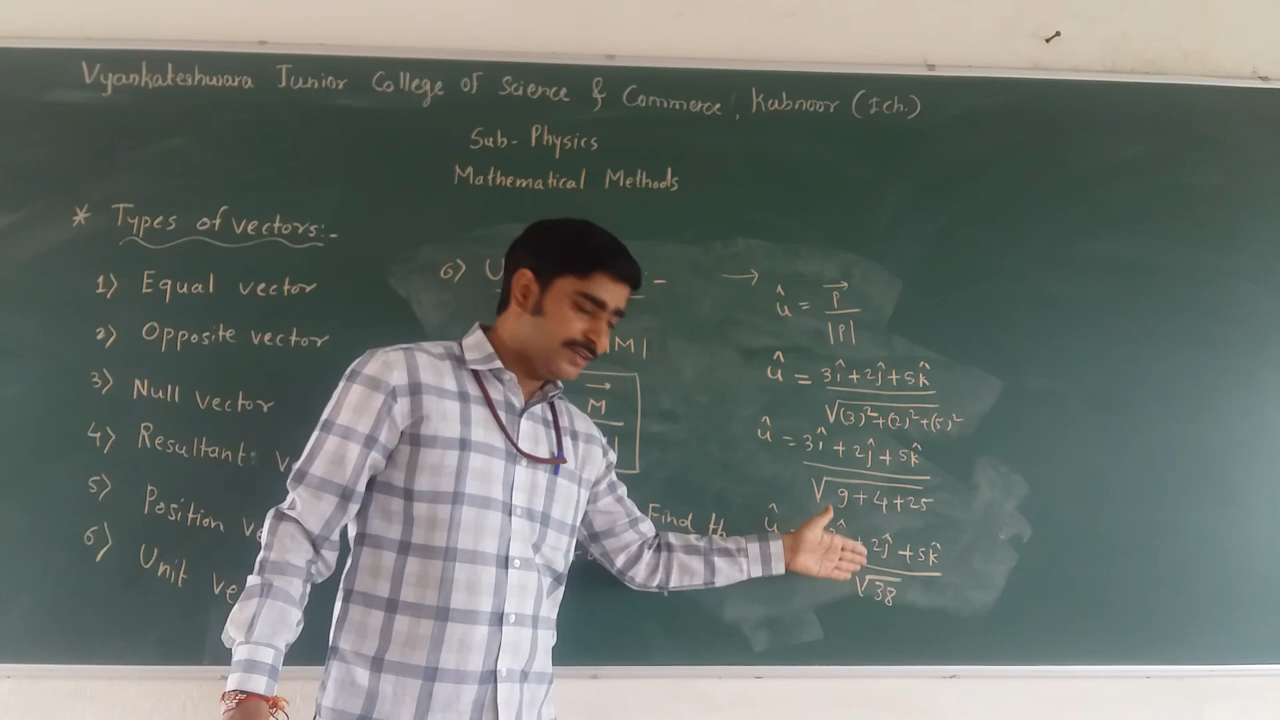 Vyankateshwara Junior College of Science & Commerce, Kabnoor (Ich.)
Sub- Physics
Mathematical Methods
* Types of vectors:-
1) Equal vector
2) Opposite vector
3) Null vector
4) Resultant
5) Position
6) Unit
6)
|M|
→ û = P⃗ / |P|
û = 3î+2ĵ+5k̂ / √(3)²+(2)²+(5)²
û = 3î+2ĵ+5k̂ / √9+4+25
Find
û
+2ĵ+5k̂ / √38
M⃗